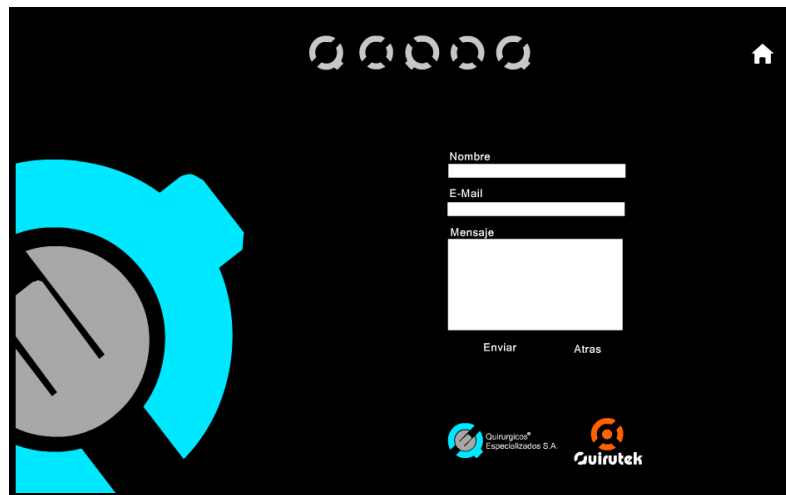 Nombre
E-Mail
Mensaje
Enviar
Atras
Quirurgicos®
Especializados S.A.
Quirutek